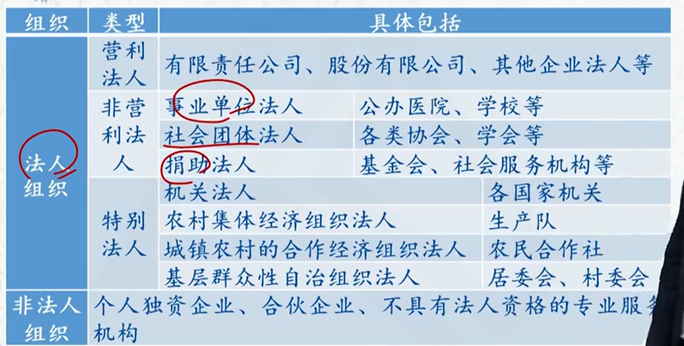 组织 类型 具体包括
法人组织 营利法人 有限责任公司、股份有限公司、其他企业法人等
非营利法人 事业单位法人 公办医院、学校等
社会团体法人 各类协会、学会等
捐助法人 基金会、社会服务机构等
特别法人 机关法人 各国家机关
农村集体经济组织法人 生产队
城镇农村的合作经济组织法人 农民合作社
基层群众性自治组织法人 居委会、村委会
非法人组织 个人独资企业、合伙企业、不具有法人资格的专业服务
机构